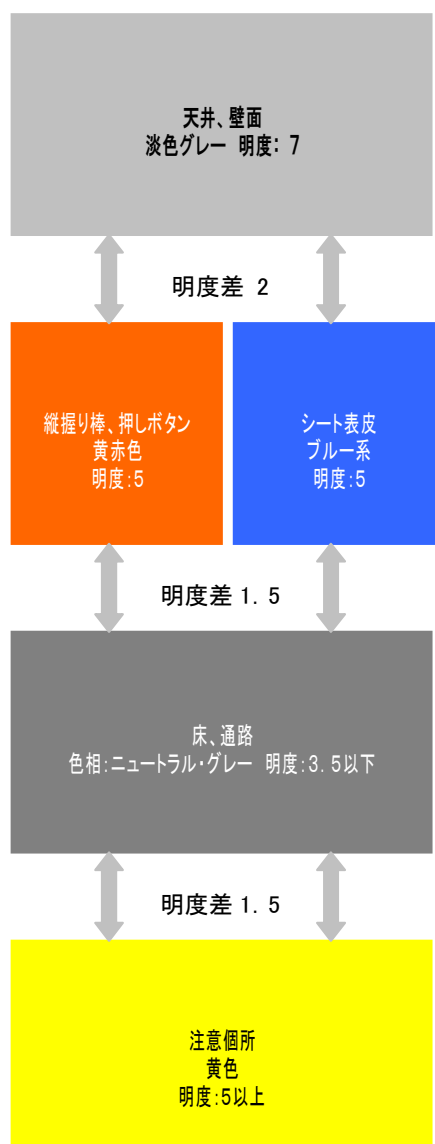 天井、壁面
淡色グレー 明度: 7
明度差 2
縦握り棒、押しボタン
黄赤色
明度:5
シート表皮
ブルー系
明度:5
明度差 1. 5
床、通路
色相:ニュートラル・グレー 明度:3. 5以下
明度差 1. 5
注意個所
黄色
明度:5以上